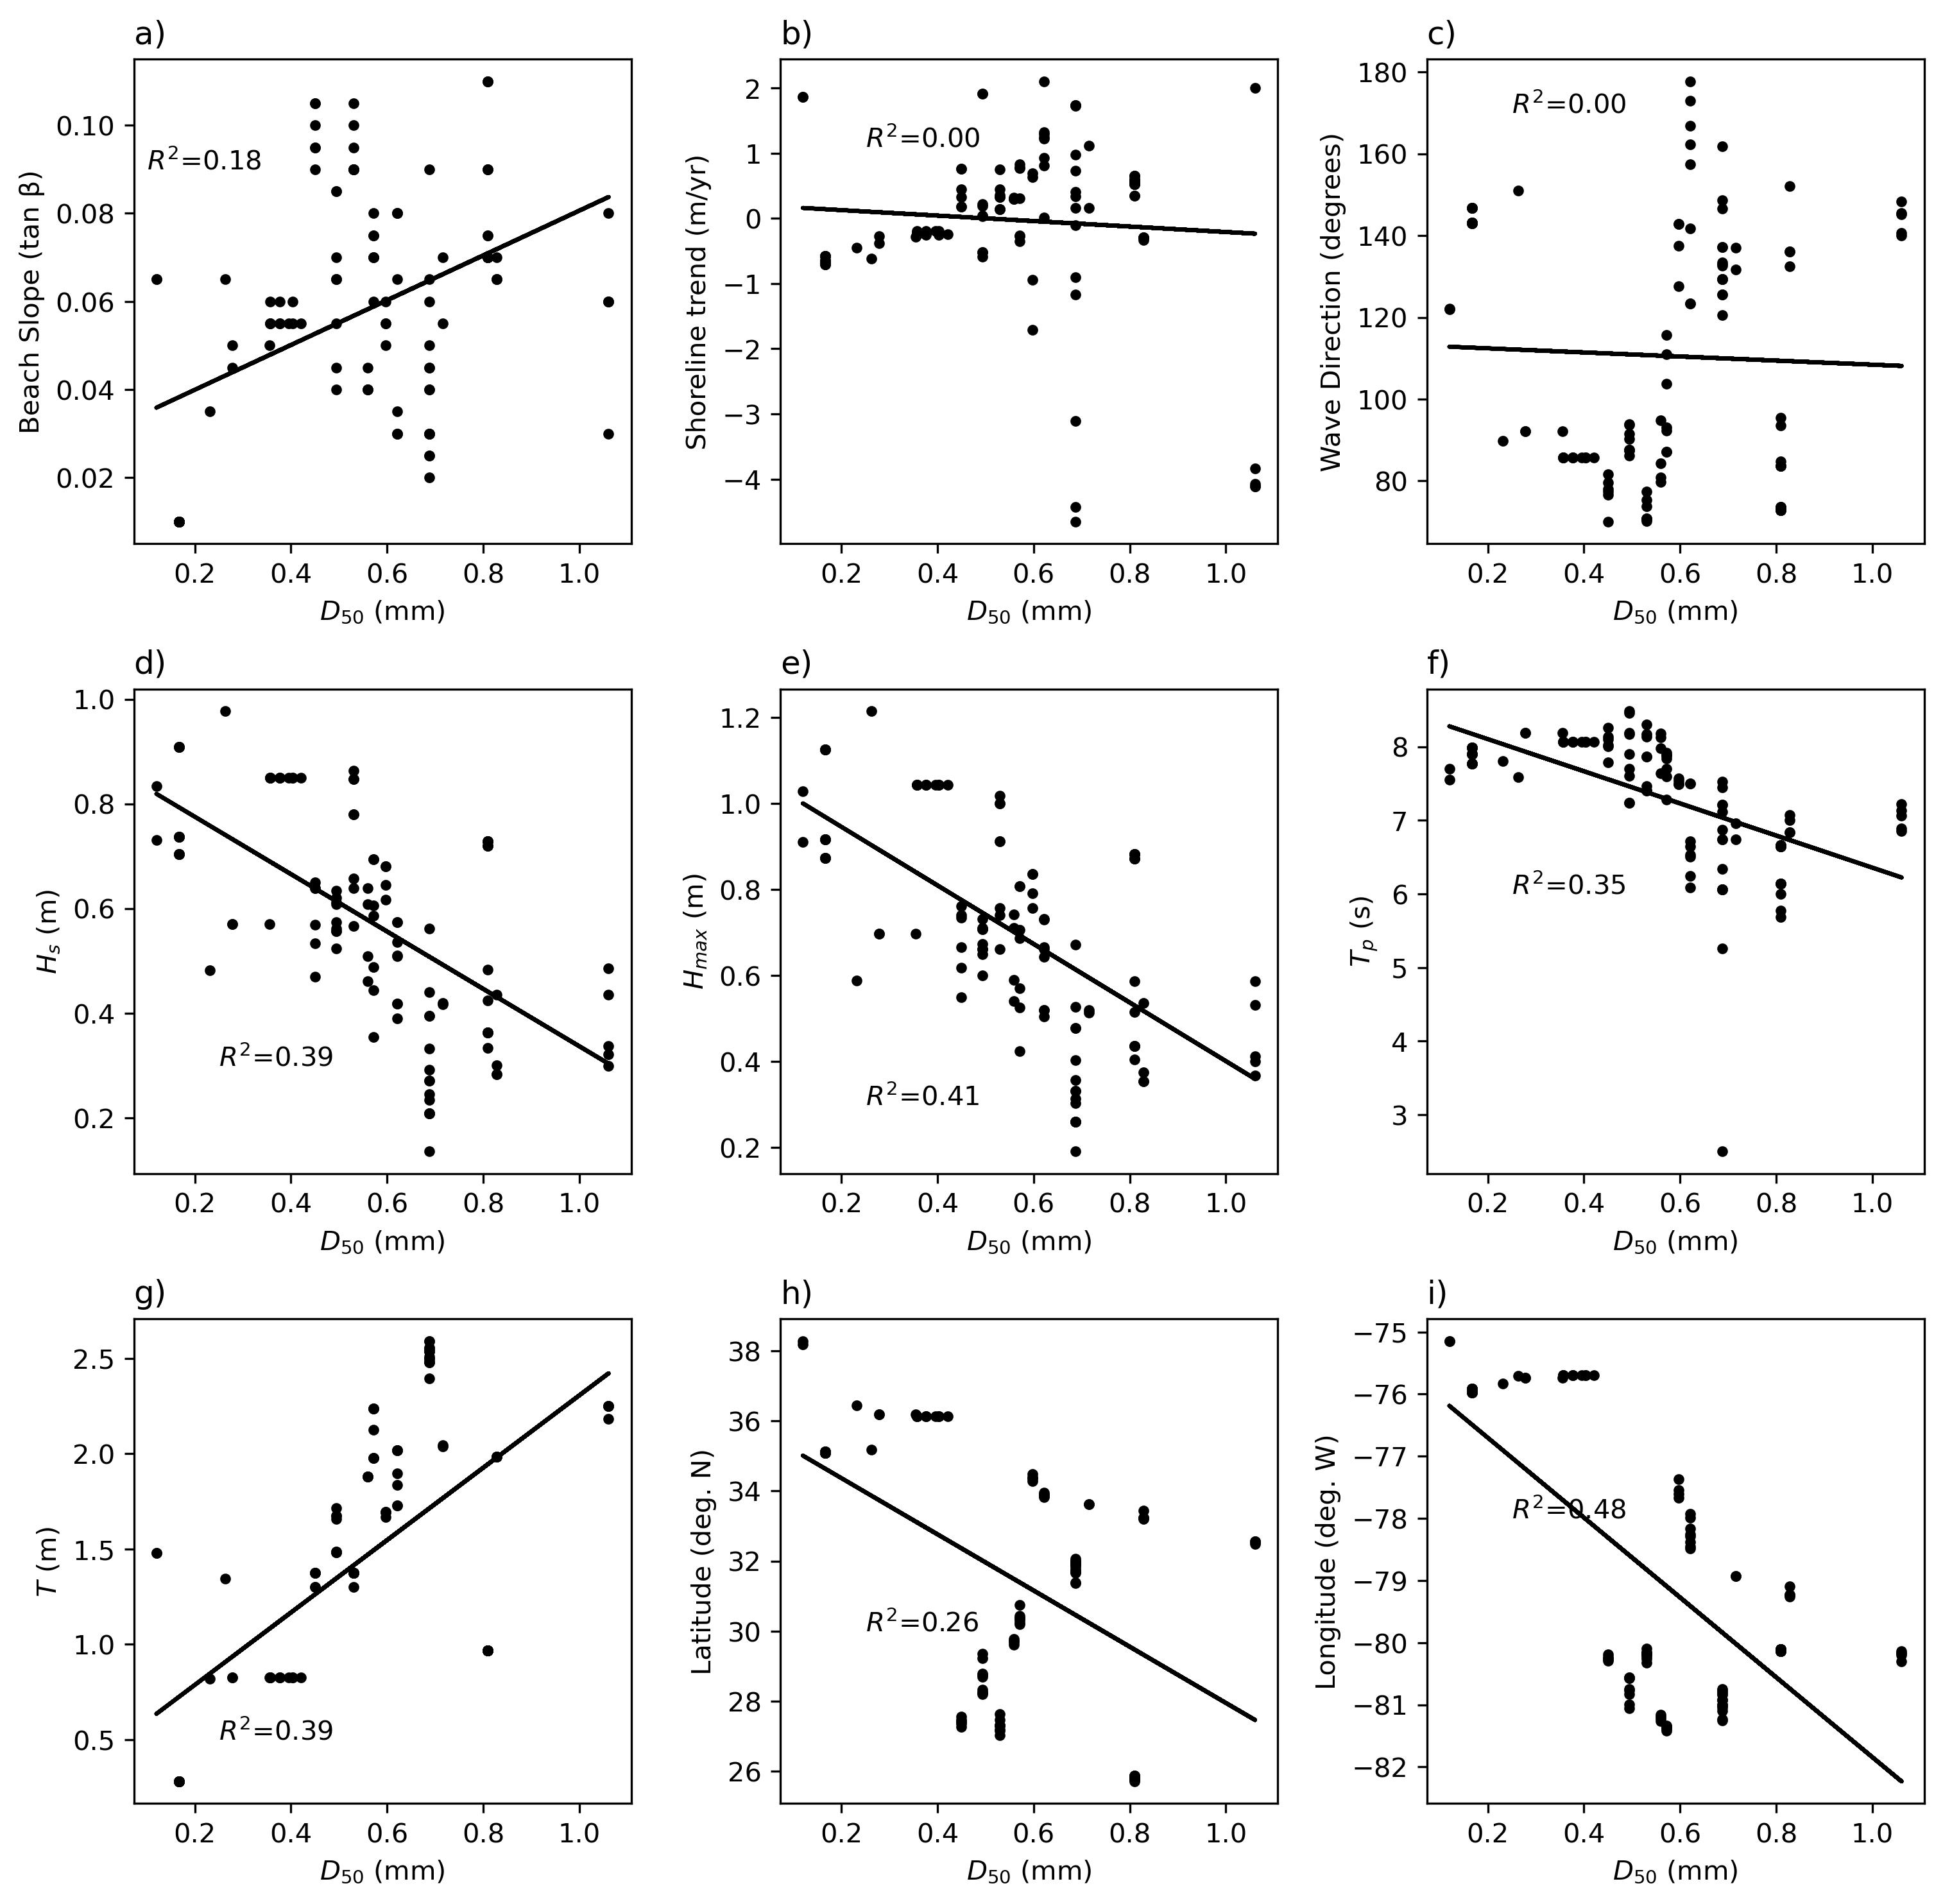 a)
Beach Slope (tan β)
0.10
0.08
0.06
0.04
0.02
R²=0.18
0.2 0.4 0.6 0.8 1.0
D₅₀ (mm)
b)
Shoreline trend (m/yr)
2
1
0
−1
−2
−3
−4
R²=0.00
0.2 0.4 0.6 0.8 1.0
D₅₀ (mm)
c)
Wave Direction (degrees)
180
160
140
120
100
80
R²=0.00
0.2 0.4 0.6 0.8 1.0
D₅₀ (mm)
d)
Hₛ (m)
1.0
0.8
0.6
0.4
0.2
R²=0.39
0.2 0.4 0.6 0.8 1.0
D₅₀ (mm)
e)
Hₘₐₓ (m)
1.2
1.0
0.8
0.6
0.4
0.2
R²=0.41
0.2 0.4 0.6 0.8 1.0
D₅₀ (mm)
f)
Tₚ (s)
8
7
6
5
4
3
R²=0.35
0.2 0.4 0.6 0.8 1.0
D₅₀ (mm)
g)
T (m)
2.5
2.0
1.5
1.0
0.5
R²=0.39
0.2 0.4 0.6 0.8 1.0
D₅₀ (mm)
h)
Latitude (deg. N)
38
36
34
32
30
28
26
R²=0.26
0.2 0.4 0.6 0.8 1.0
D₅₀ (mm)
i)
Longitude (deg. W)
−75
−76
−77
−78
−79
−80
−81
−82
R²=0.48
0.2 0.4 0.6 0.8 1.0
D₅₀ (mm)